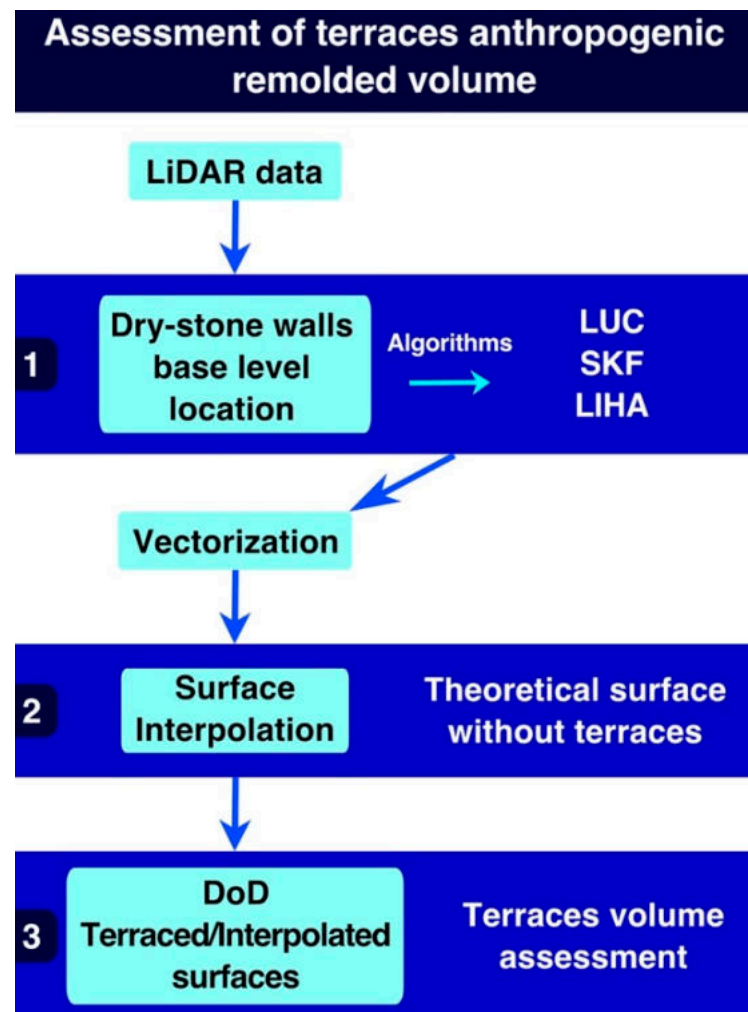 Assessment of terraces anthropogenic
remolded volume
LiDAR data
1
Dry-stone walls
base level
location
Algorithms
LUC
SKF
LIHA
Vectorization
2
Surface
Interpolation
Theoretical surface
without terraces
3
DoD
Terraced/Interpolated
surfaces
Terraces volume
assessment